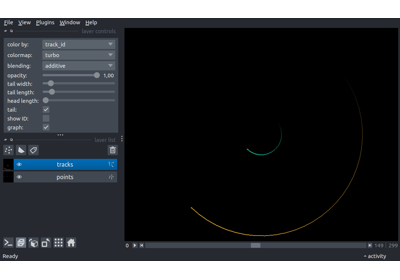 File View Plugins Window Help
layer controls
color by: track_id
colormap: turbo
blending: additive
opacity: 1,00
tail width:
tail length:
head length:
tail:
show ID:
graph:
layer list
tracks
points
0 149 299
Ready activity